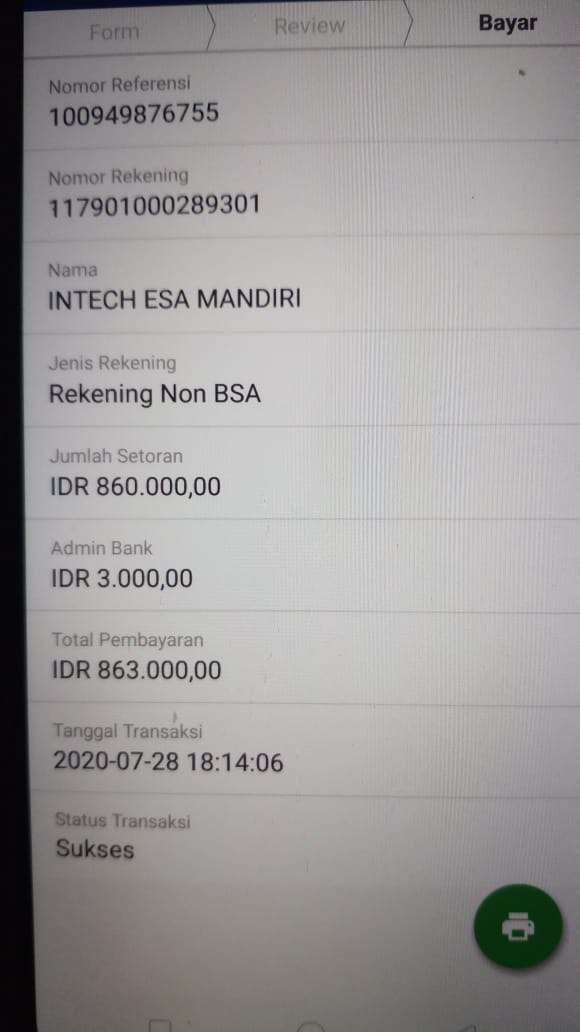 Form
Review
Bayar
Nomor Referensi
100949876755
Nomor Rekening
117901000289301
Nama
INTECH ESA MANDIRI
Jenis Rekening
Rekening Non BSA
Jumlah Setoran
IDR 860.000,00
Admin Bank
IDR 3.000,00
Total Pembayaran
IDR 863.000,00
Tanggal Transaksi
2020-07-28 18:14:06
Status Transaksi
Sukses